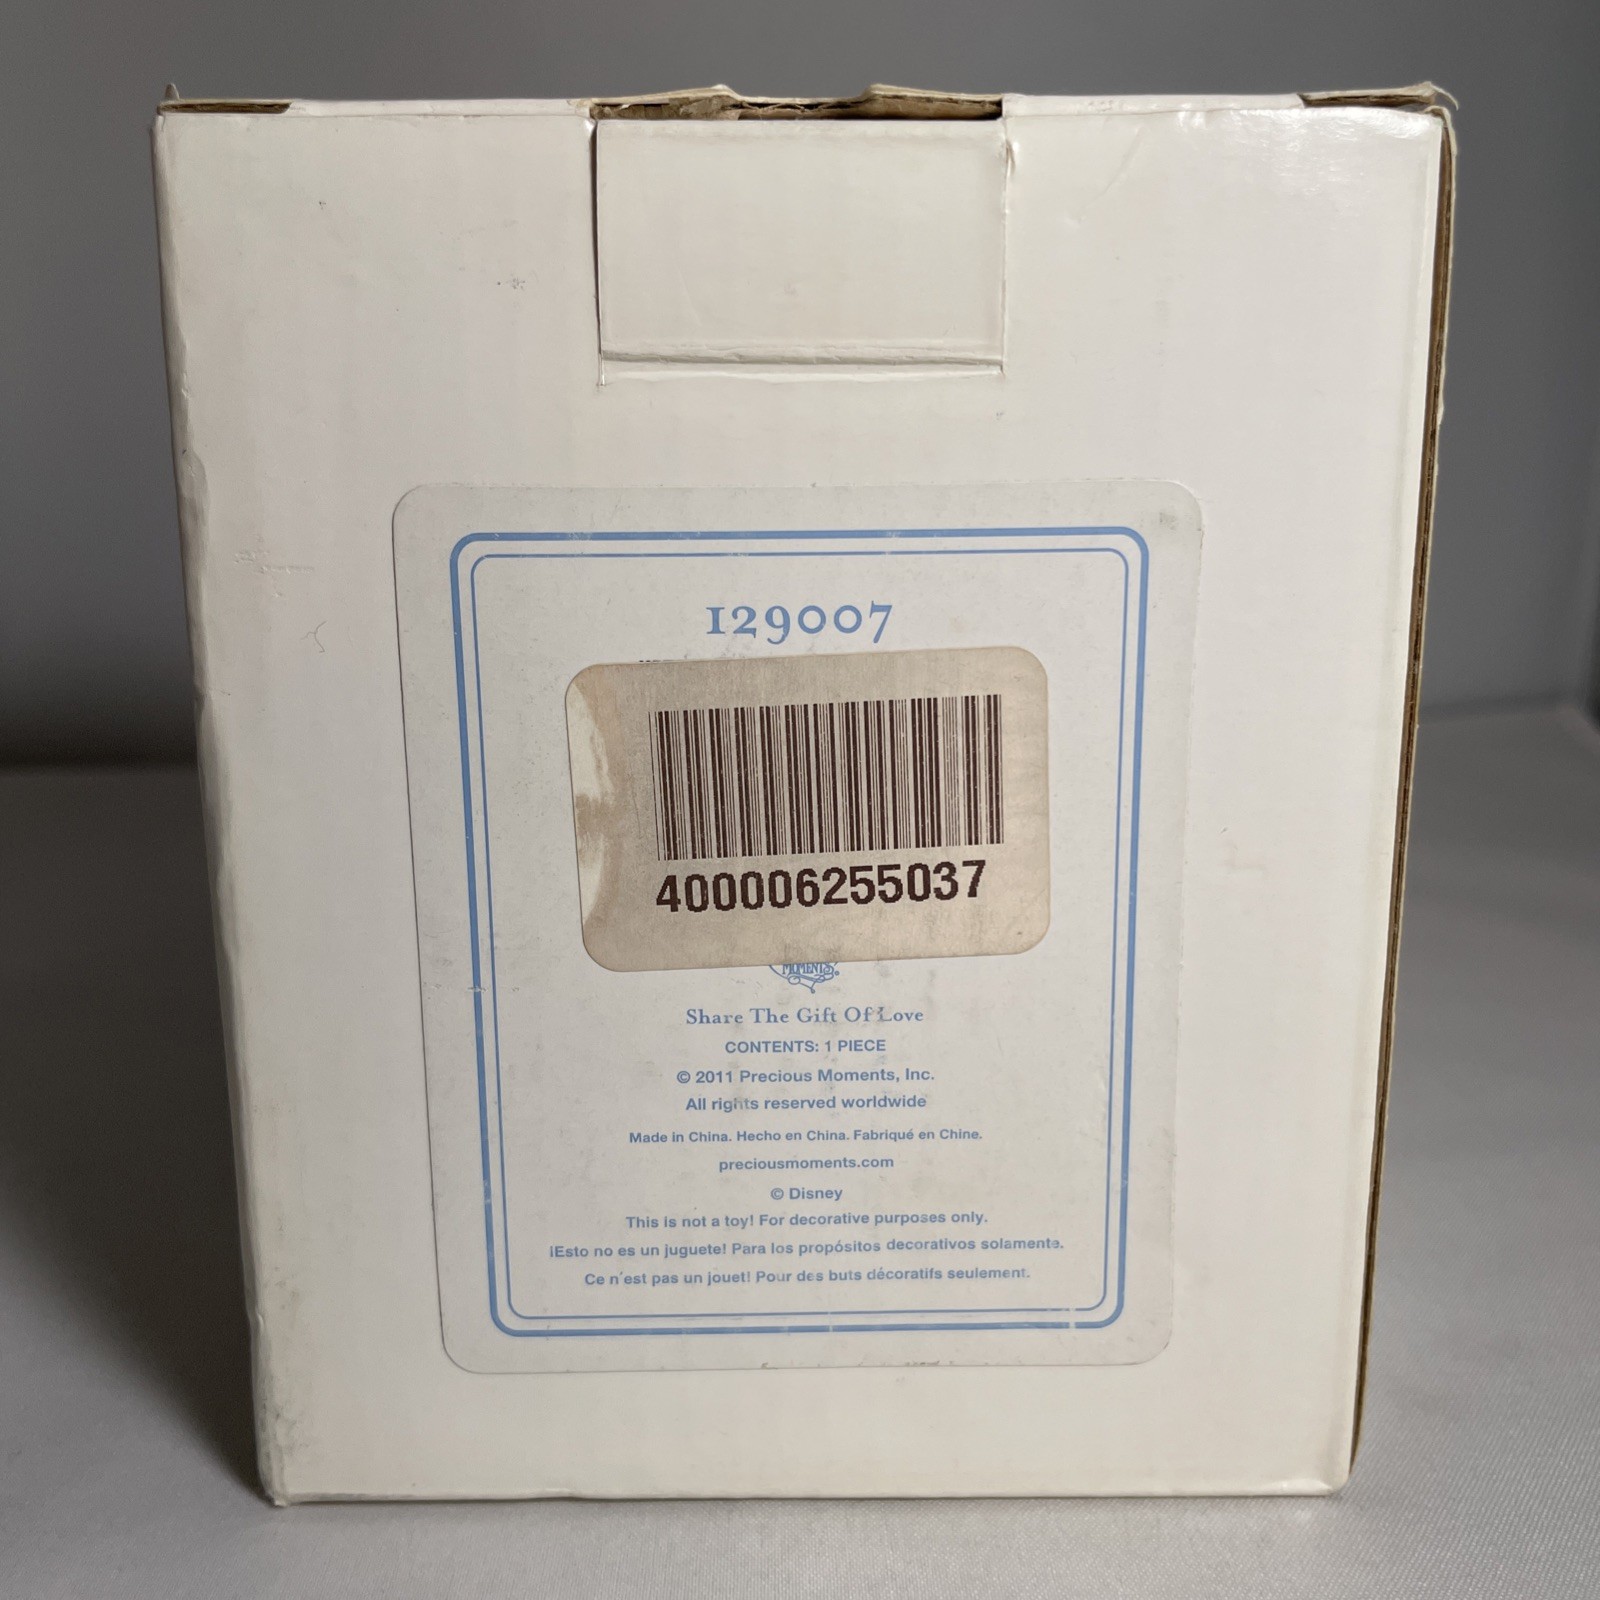 129007
400006255037
MOMENTS®
Share The Gift Of Love
CONTENTS: 1 PIECE
© 2011 Precious Moments, Inc.
All rights reserved worldwide
Made in China. Hecho en China. Fabriqué en Chine.
preciousmoments.com
© Disney
This is not a toy! For decorative purposes only.
¡Esto no es un juguete! Para los propósitos decorativos solamente.
Ce n'est pas un jouet! Pour des buts décoratifs seulement.